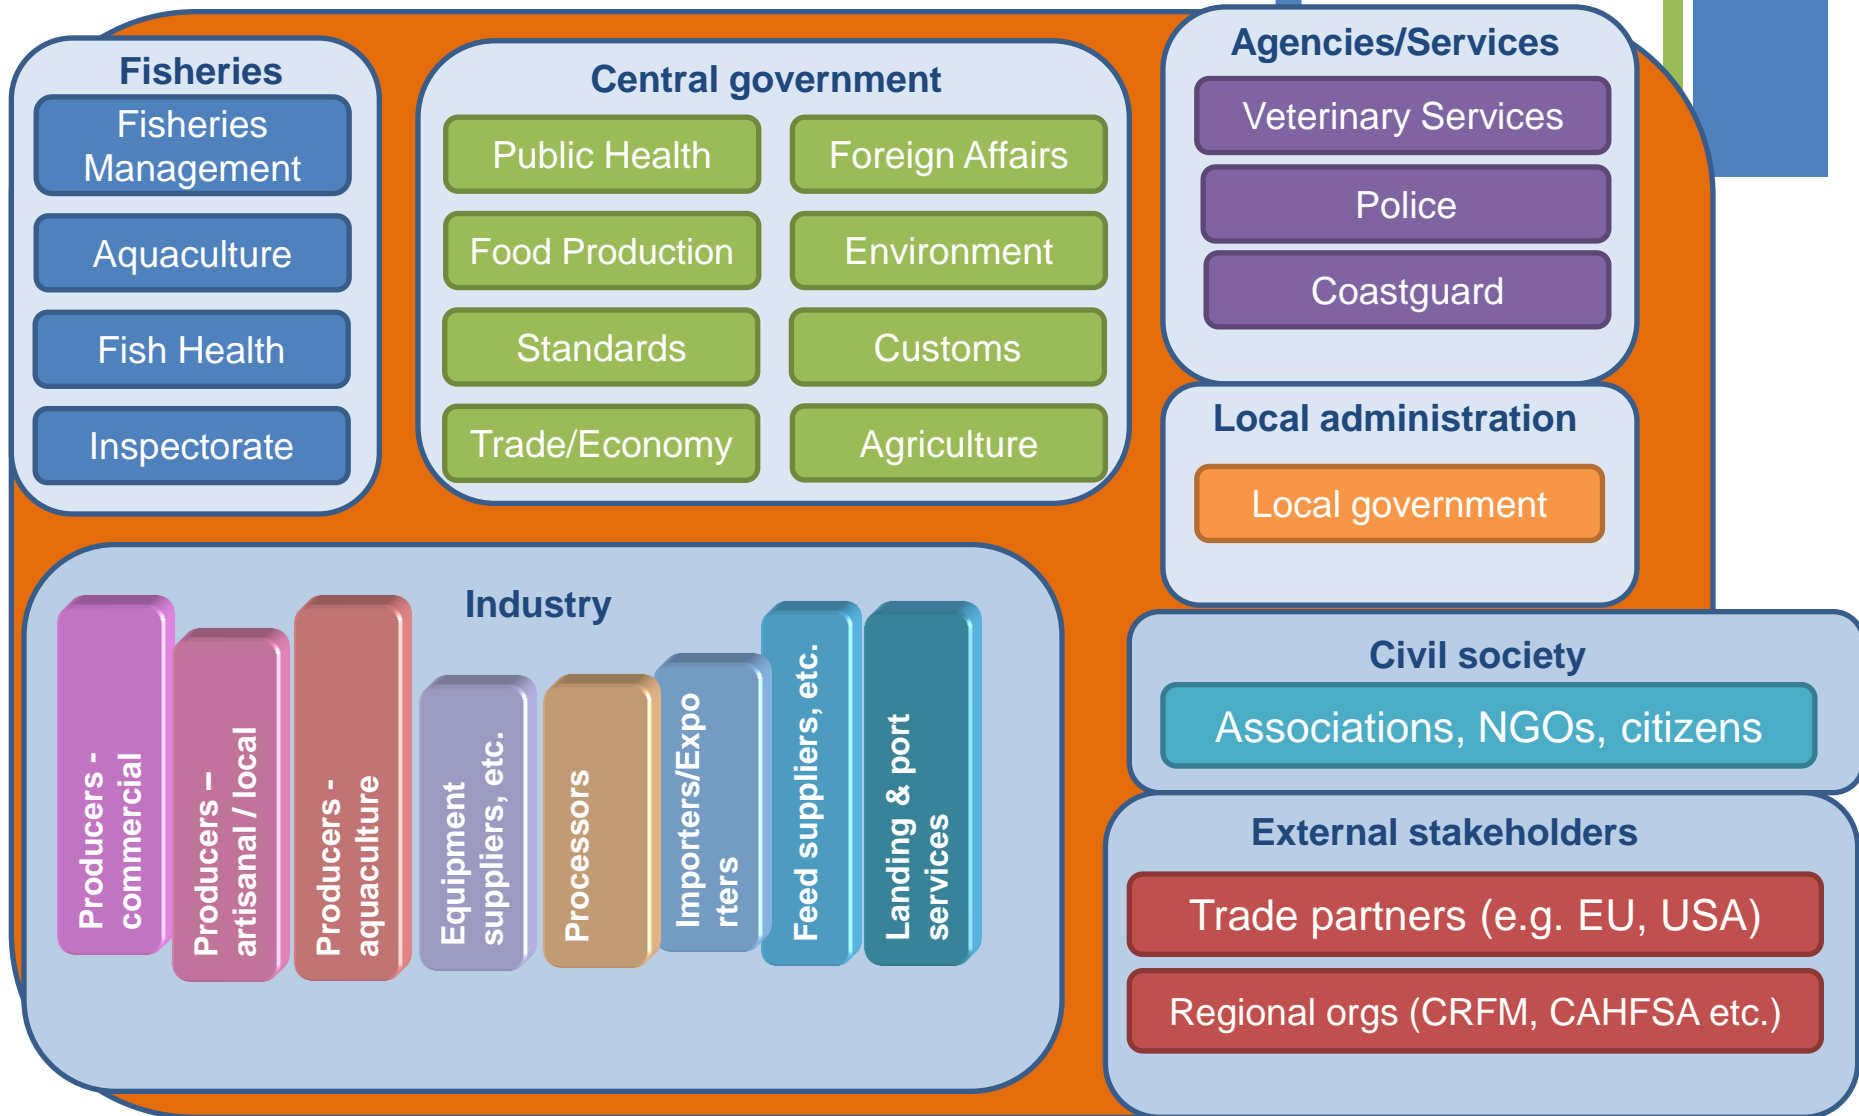 Fisheries
Fisheries
Management
Aquaculture
Fish Health
Inspectorate
Central government
Public Health
Foreign Affairs
Food Production
Environment
Standards
Customs
Trade/Economy
Agriculture
Agencies/Services
Veterinary Services
Police
Coastguard
Local administration
Local government
Industry
Producers -
commercial
Producers –
artisanal / local
Producers -
aquaculture
Equipment
suppliers, etc.
Processors
Importers/Expo
rters
Feed suppliers, etc.
Landing & port
services
Civil society
Associations, NGOs, citizens
External stakeholders
Trade partners (e.g. EU, USA)
Regional orgs (CRFM, CAHFSA etc.)